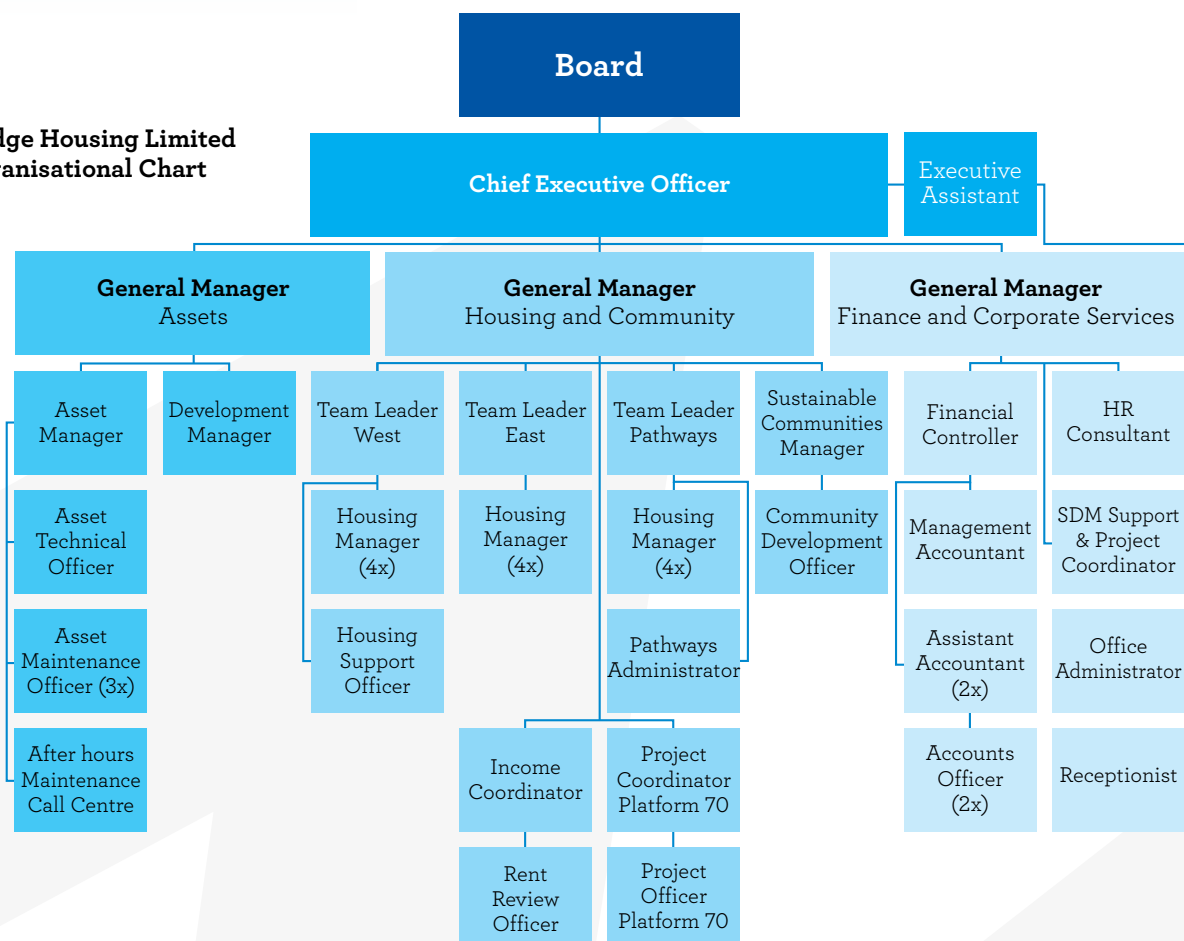 Board
dge Housing Limited
ganisational Chart
Chief Executive Officer
Executive
Assistant
General Manager
Assets
General Manager
Housing and Community
General Manager
Finance and Corporate Services
Asset
Manager
Development
Manager
Team Leader
West
Team Leader
East
Team Leader
Pathways
Sustainable
Communities
Manager
Financial
Controller
HR
Consultant
Asset
Technical
Officer
Housing
Manager
(4x)
Housing
Manager
(4x)
Housing
Manager
(4x)
Community
Development
Officer
Management
Accountant
SDM Support
& Project
Coordinator
Asset
Maintenance
Officer (3x)
Housing
Support
Officer
Pathways
Administrator
Assistant
Accountant
(2x)
Office
Administrator
After hours
Maintenance
Call Centre
Income
Coordinator
Project
Coordinator
Platform 70
Accounts
Officer
(2x)
Receptionist
Rent
Review
Officer
Project
Officer
Platform 70